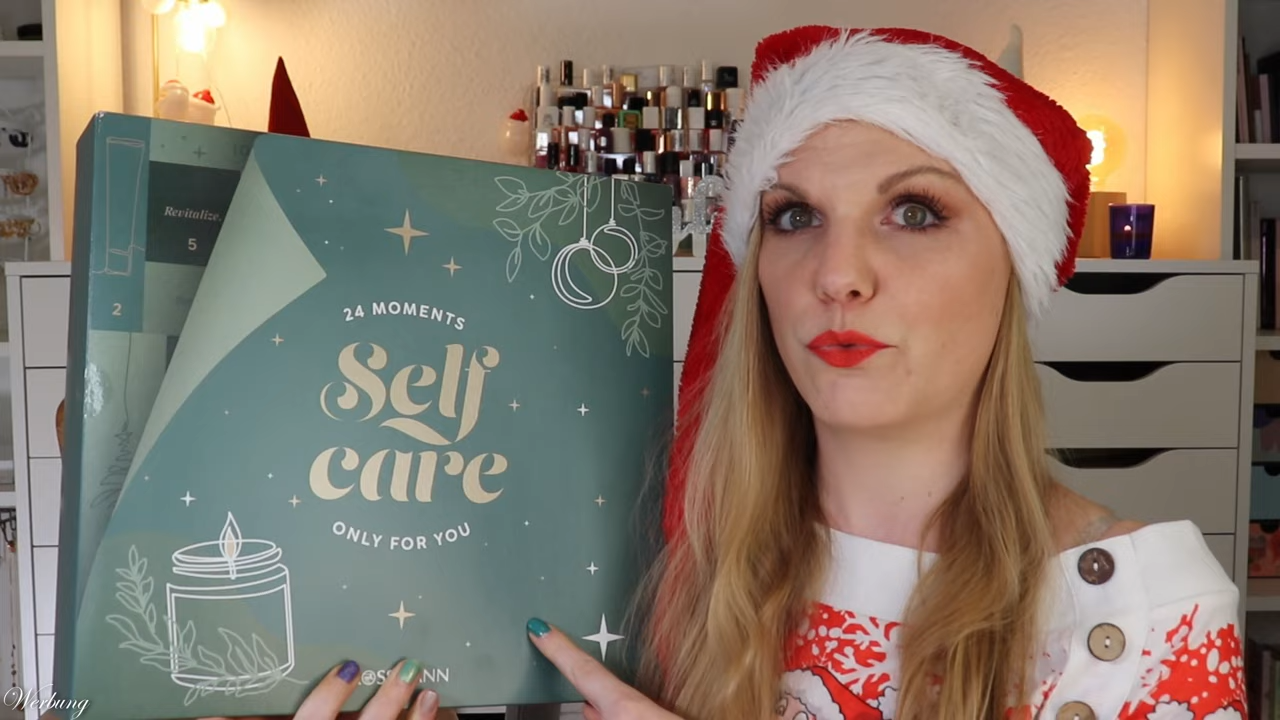 Revitalize.
5
2
24 MOMENTS
Self
care
ONLY FOR YOU
Werbung